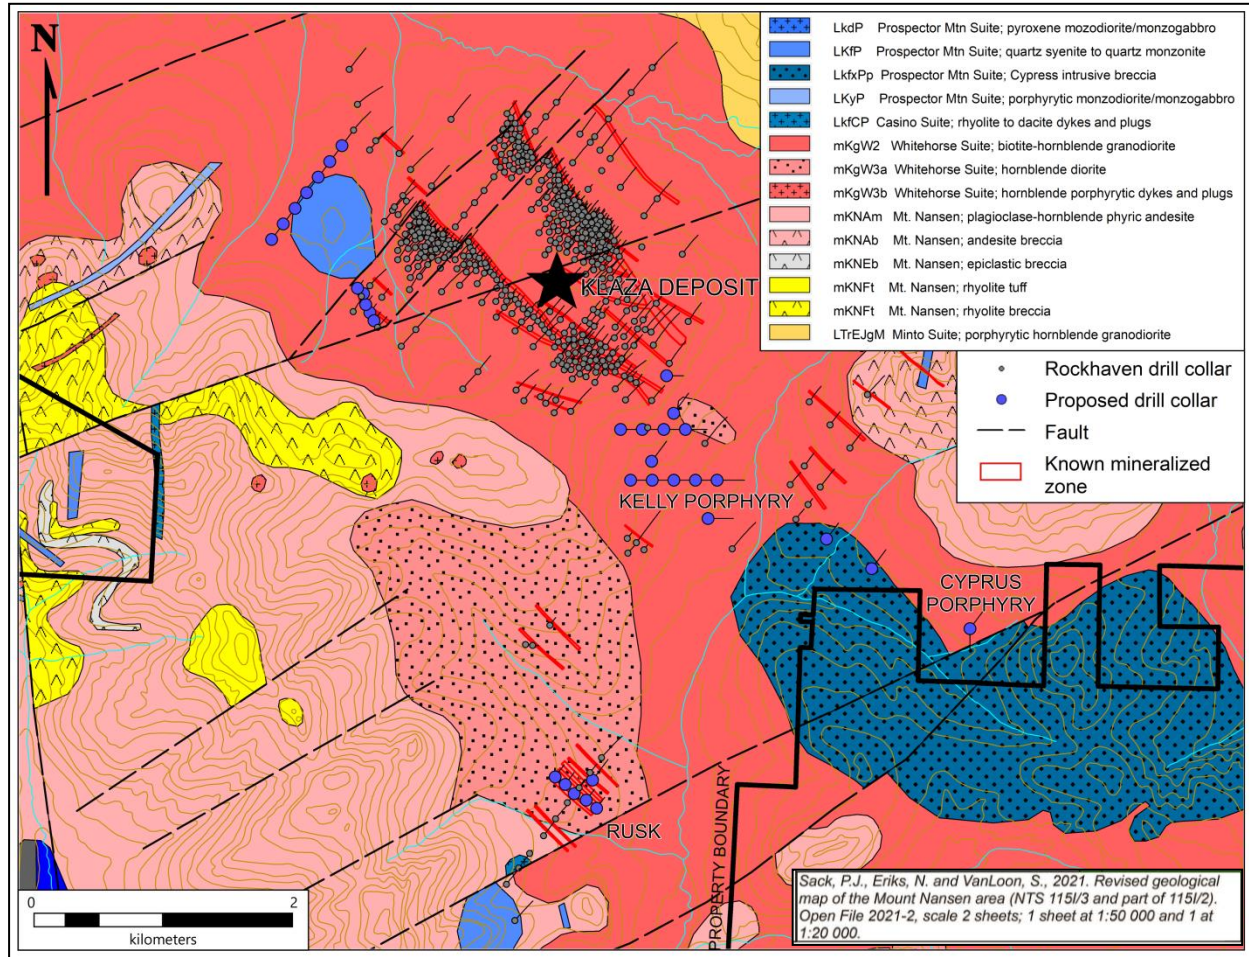 N
LkdP Prospector Mtn Suite; pyroxene mozodiorite/monzogabbro
LKfP Prospector Mtn Suite; quartz syenite to quartz monzonite
LkfxPp Prospector Mtn Suite; Cypress intrusive breccia
LKyP Prospector Mtn Suite; porphyrytic monzodiorite/monzogabbro
LkfCP Casino Suite; rhyolite to dacite dykes and plugs
mKgW2 Whitehorse Suite; biotite-hornblende granodiorite
mKgW3a Whitehorse Suite; hornblende diorite
mKgW3b Whitehorse Suite; hornblende porphyrytic dykes and plugs
mKNAm Mt. Nansen; plagioclase-hornblende phyric andesite
mKNAb Mt. Nansen; andesite breccia
mKNEb Mt. Nansen; epiclastic breccia
mKNFt Mt. Nansen; rhyolite tuff
mKNFt Mt. Nansen; rhyolite breccia
LTrEJgM Minto Suite; porphyrytic hornblende granodiorite
Rockhaven drill collar
Proposed drill collar
Fault
Known mineralized
zone
KLAZA DEPOSIT
KELLY PORPHYRY
CYPRUS
PORPHYRY
RUSK
PROPERTY BOUNDARY
0 2
kilometers
Sack, P.J., Eriks, N. and VanLoon, S., 2021. Revised geological
map of the Mount Nansen area (NTS 115I/3 and part of 115I/2).
Open File 2021-2, scale 2 sheets; 1 sheet at 1:50 000 and 1 at
1:20 000.